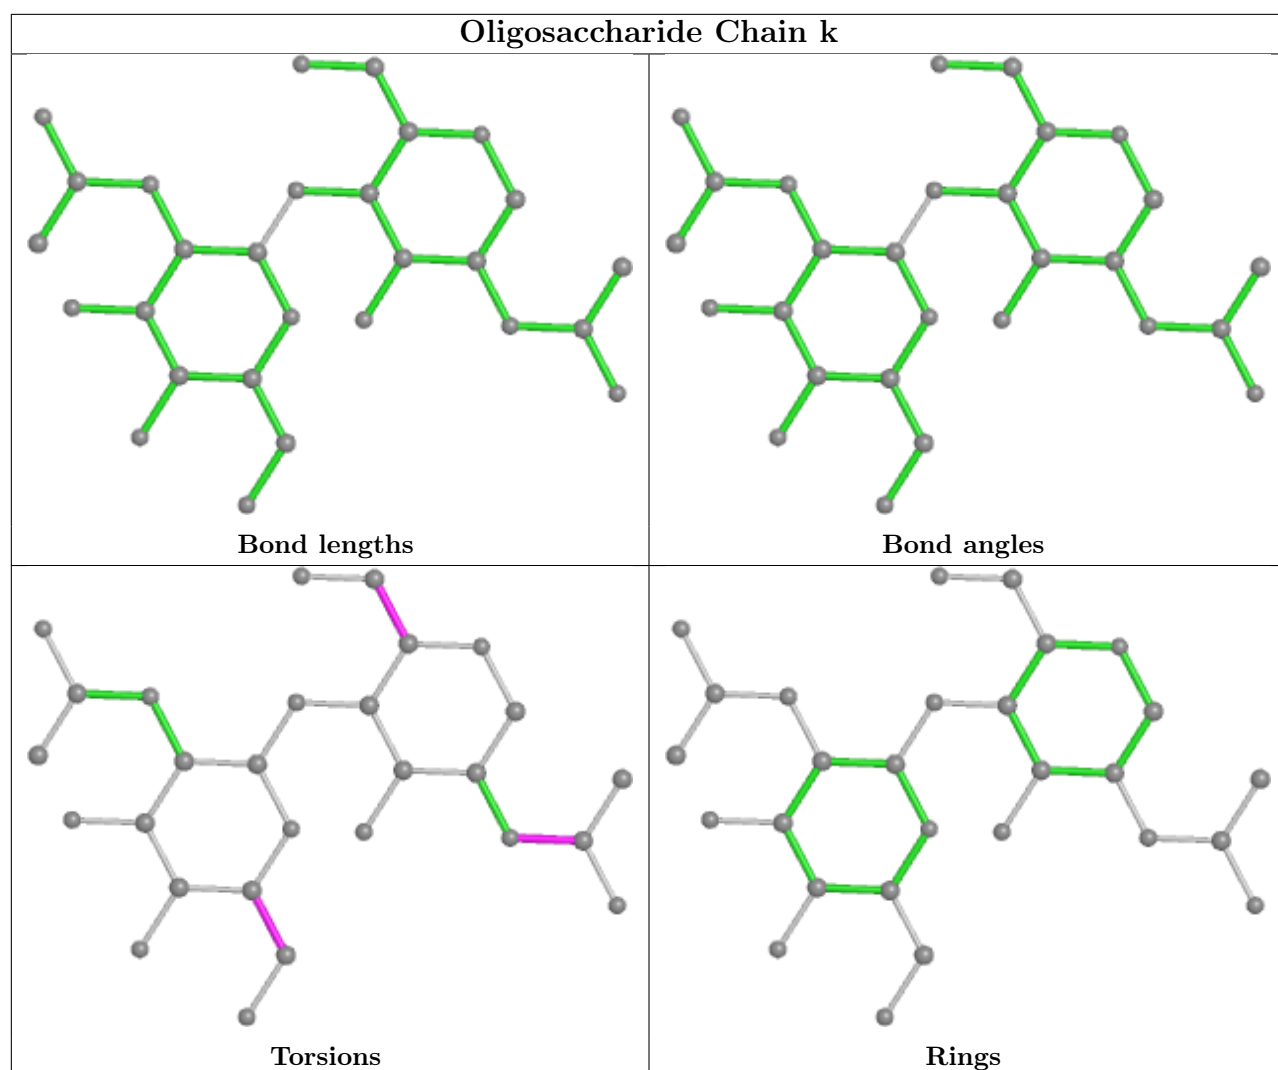 Oligosaccharide Chain k
Bond lengths
Bond angles
Torsions
Rings